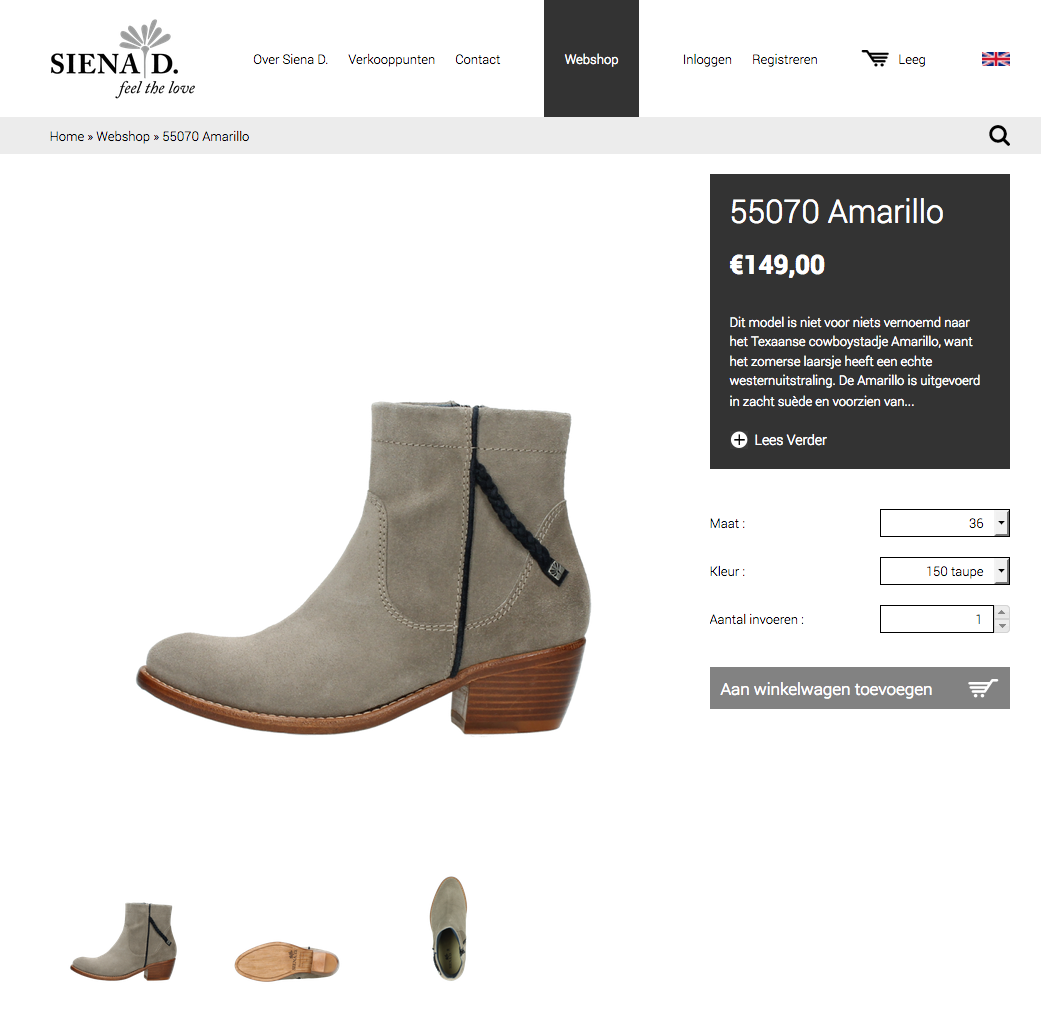 SIENA D.
feel the love
Over Siena D. Verkooppunten Contact Webshop Inloggen Registreren Leeg
Home » Webshop » 55070 Amarillo
55070 Amarillo
€149,00
Dit model is niet voor niets vernoemd naar
het Texaanse cowboystadje Amarillo, want
het zomerse laarsje heeft een echte
westernuitstraling. De Amarillo is uitgevoerd
in zacht suède en voorzien van...
Lees Verder
Maat : 36
Kleur : 150 taupe
Aantal invoeren : 1
Aan winkelwagen toevoegen